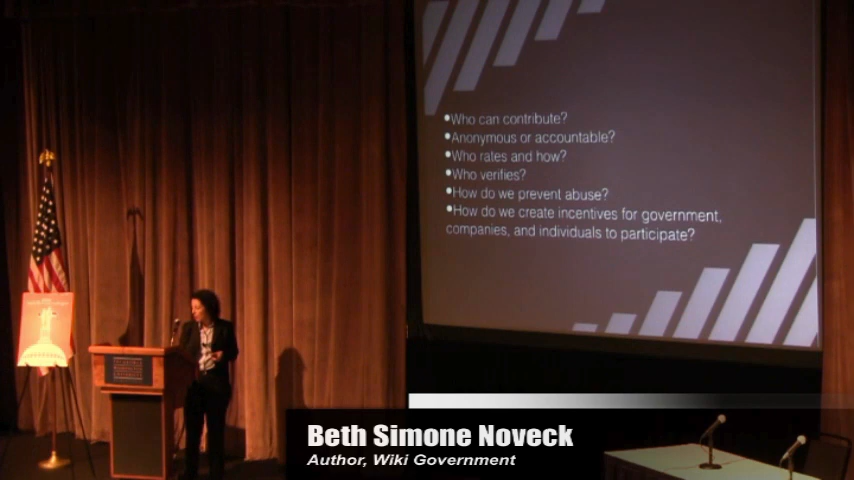 •Who can contribute?
•Anonymous or accountable?
•Who rates and how?
•Who verifies?
•How do we prevent abuse?
•How do we create incentives for government,
companies, and individuals to participate?
Beth Simone Noveck
Author, Wiki Government